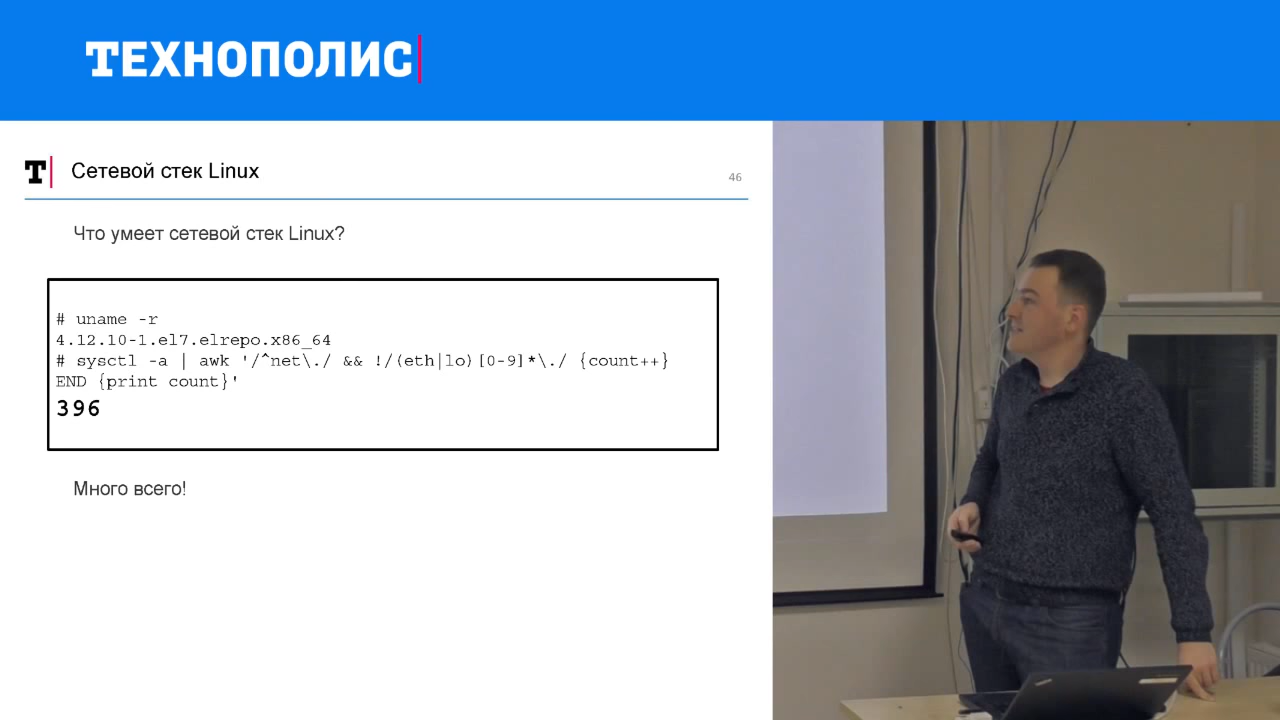 ТЕХНОПОЛИС
Т
Сетевой стек Linux
46
Что умеет сетевой стек Linux?
# uname -r
4.12.10-1.el7.elrepo.x86_64
# sysctl -a | awk '/^net\./ && !/(eth|lo)[0-9]*\./ {count++}
END {print count}'
396
Много всего!